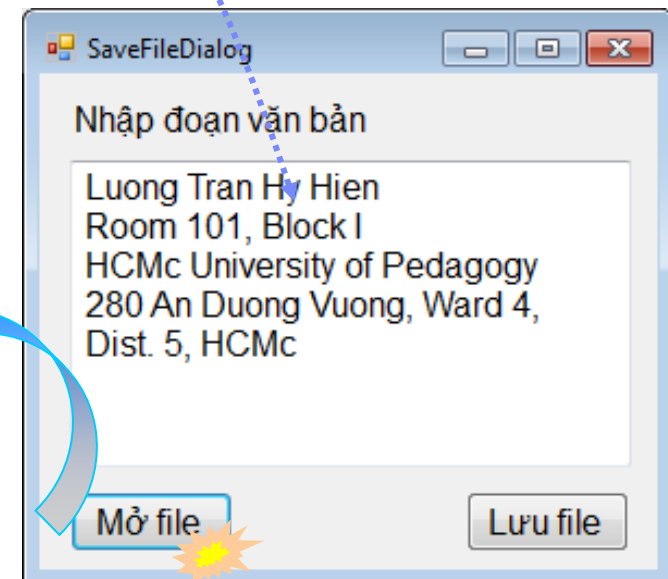 SaveFileDialog
Nhập đoạn văn bản
Luong Tran Hy Hien
Room 101, Block I
HCMc University of Pedagogy
280 An Duong Vuong, Ward 4,
Dist. 5, HCMc
Mở file
Lưu file